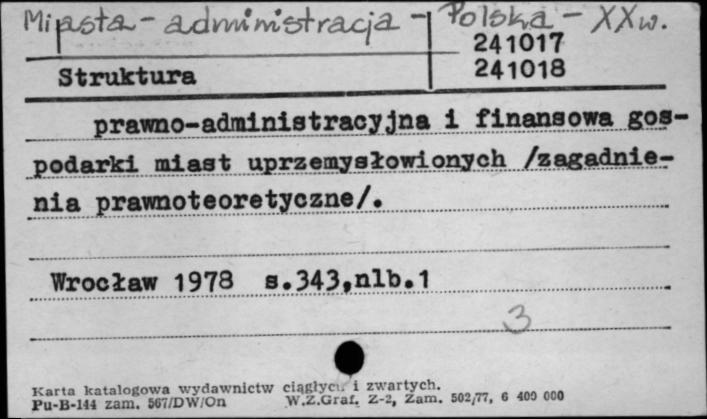 Miasta - administracja - Polska - XXw.
241017
Struktura 241018
prawno-administracyjna i finansowa gos-
podarki miast uprzemysłowionych /zagadnie-
nia prawnoteoretyczne/.
Wrocław 1978 s.343,nlb.1
3
Karta katalogowa wydawnictw ciągłych i zwartych.
Pu-B-144 zam. 567/DW/On W.Z.Graf. Z-2, Zam. 502/77, 6 400 000